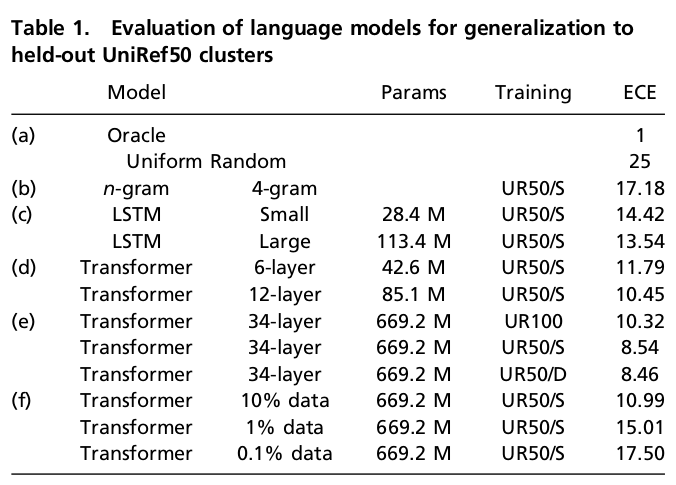 Table 1. Evaluation of language models for generalization to
held-out UniRef50 clusters
Model Params Training ECE
(a) Oracle 1
Uniform Random 25
(b) n-gram 4-gram UR50/S 17.18
(c) LSTM Small 28.4 M UR50/S 14.42
LSTM Large 113.4 M UR50/S 13.54
(d) Transformer 6-layer 42.6 M UR50/S 11.79
Transformer 12-layer 85.1 M UR50/S 10.45
(e) Transformer 34-layer 669.2 M UR100 10.32
Transformer 34-layer 669.2 M UR50/S 8.54
Transformer 34-layer 669.2 M UR50/D 8.46
(f) Transformer 10% data 669.2 M UR50/S 10.99
Transformer 1% data 669.2 M UR50/S 15.01
Transformer 0.1% data 669.2 M UR50/S 17.50